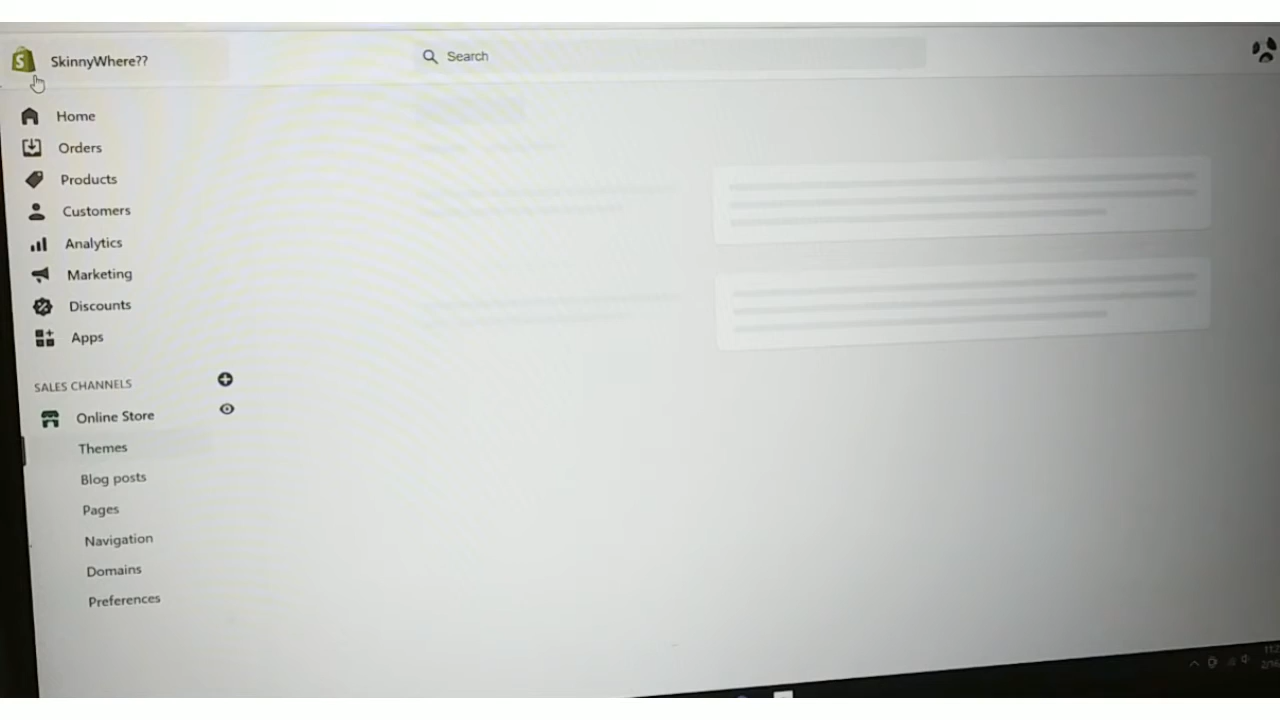 SkinnyWhere??
Search
Home
Orders
Products
Customers
Analytics
Marketing
Discounts
Apps
SALES CHANNELS
Online Store
Themes
Blog posts
Pages
Navigation
Domains
Preferences